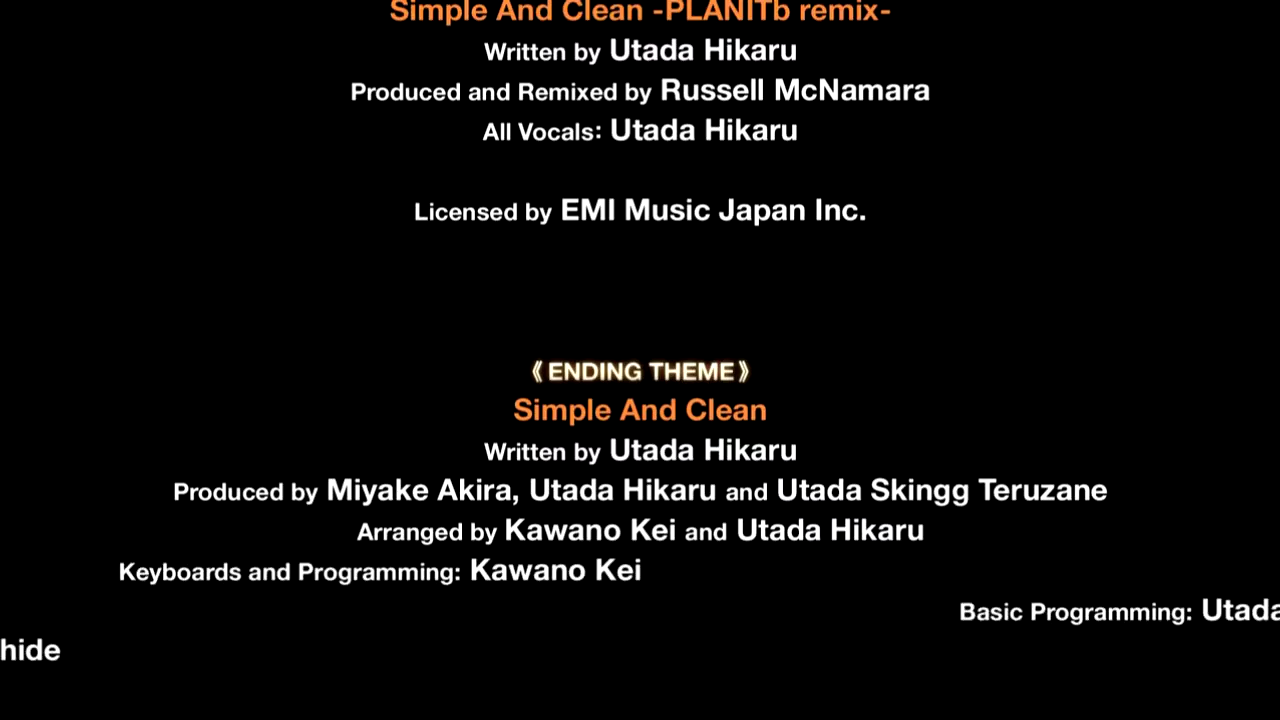 Simple And Clean -PLANITb remix-
Written by Utada Hikaru
Produced and Remixed by Russell McNamara
All Vocals: Utada Hikaru
Licensed by EMI Music Japan Inc.
《ENDING THEME》
Simple And Clean
Written by Utada Hikaru
Produced by Miyake Akira, Utada Hikaru and Utada Skingg Teruzane
Arranged by Kawano Kei and Utada Hikaru
Keyboards and Programming: Kawano Kei
Basic Programming: Utada
hide